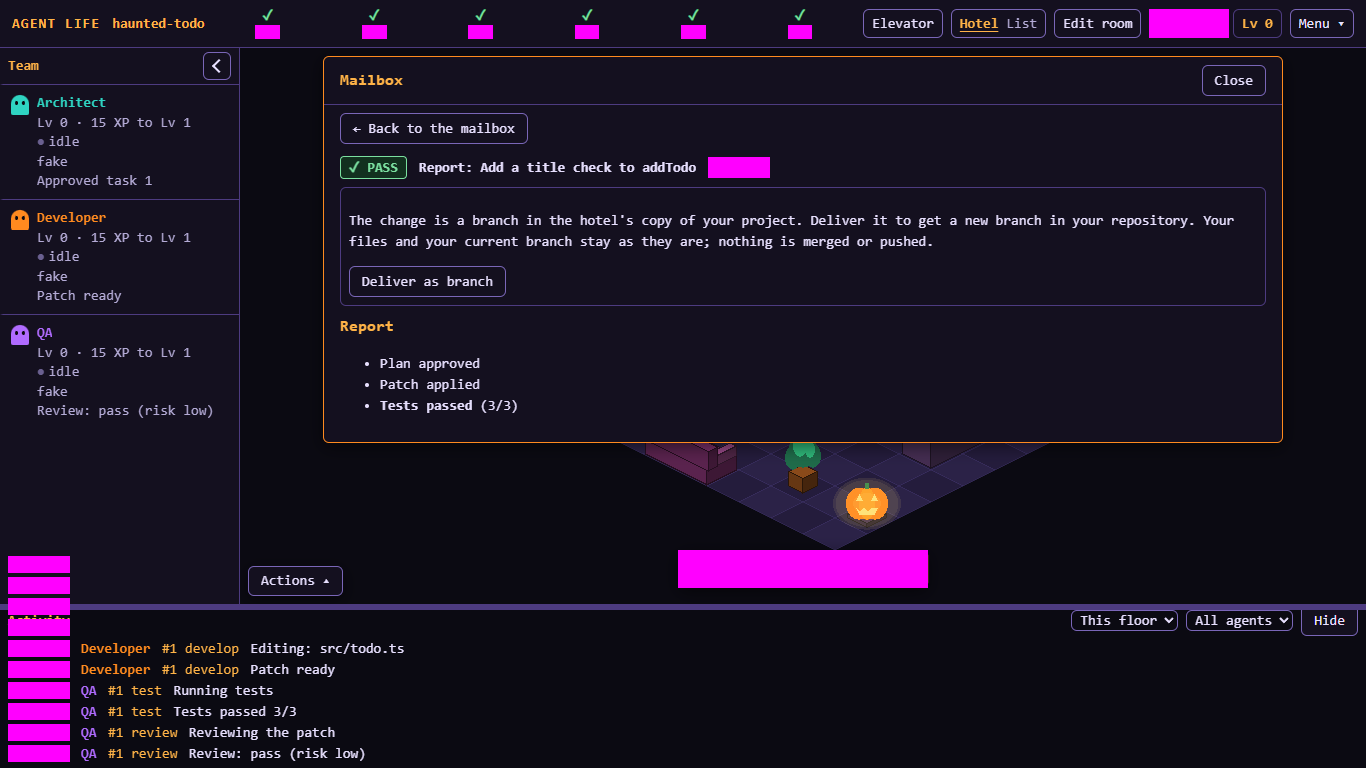 AGENT LIFE haunted-todo ✓ ✓ ✓ ✓ ✓ ✓ Elevator Hotel List Edit room Lv 0 Menu ▾
Team
Architect
Lv 0 · 15 XP to Lv 1
idle
fake
Approved task 1
Developer
Lv 0 · 15 XP to Lv 1
idle
fake
Patch ready
QA
Lv 0 · 15 XP to Lv 1
idle
fake
Review: pass (risk low)
Mailbox Close
← Back to the mailbox
✓ PASS Report: Add a title check to addTodo
The change is a branch in the hotel's copy of your project. Deliver it to get a new branch in your repository. Your
files and your current branch stay as they are; nothing is merged or pushed.
Deliver as branch
Report
• Plan approved
• Patch applied
• Tests passed (3/3)
Actions ▴
This floor All agents Hide
Developer #1 develop Editing: src/todo.ts
Developer #1 develop Patch ready
QA #1 test Running tests
QA #1 test Tests passed 3/3
QA #1 review Reviewing the patch
QA #1 review Review: pass (risk low)